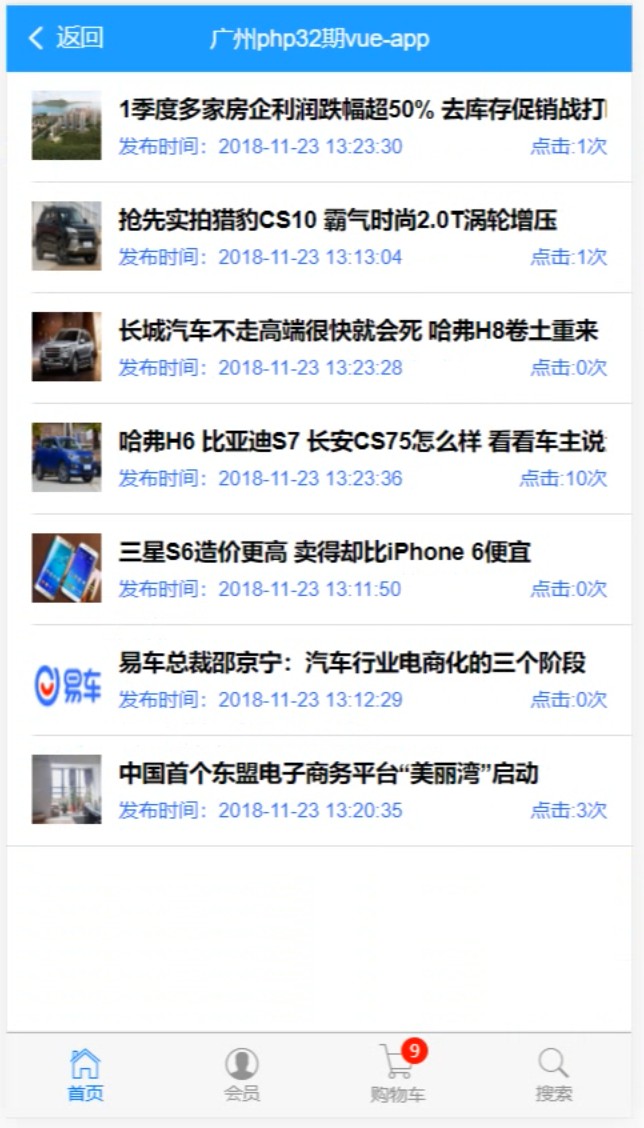 返回 广州php32期vue-app
1季度多家房企利润跌幅超50% 去库存促销战打
发布时间：2018-11-23 13:23:30 点击:1次
抢先实拍猎豹CS10 霸气时尚2.0T涡轮增压
发布时间：2018-11-23 13:13:04 点击:1次
长城汽车不走高端很快就会死 哈弗H8卷土重来
发布时间：2018-11-23 13:23:28 点击:0次
哈弗H6 比亚迪S7 长安CS75怎么样 看看车主说
发布时间：2018-11-23 13:23:36 点击:10次
三星S6造价更高 卖得却比iPhone 6便宜
发布时间：2018-11-23 13:11:50 点击:0次
易车
易车总裁邵京宁：汽车行业电商化的三个阶段
发布时间：2018-11-23 13:12:29 点击:0次
中国首个东盟电子商务平台“美丽湾”启动
发布时间：2018-11-23 13:20:35 点击:3次
9
首页 会员 购物车 搜索